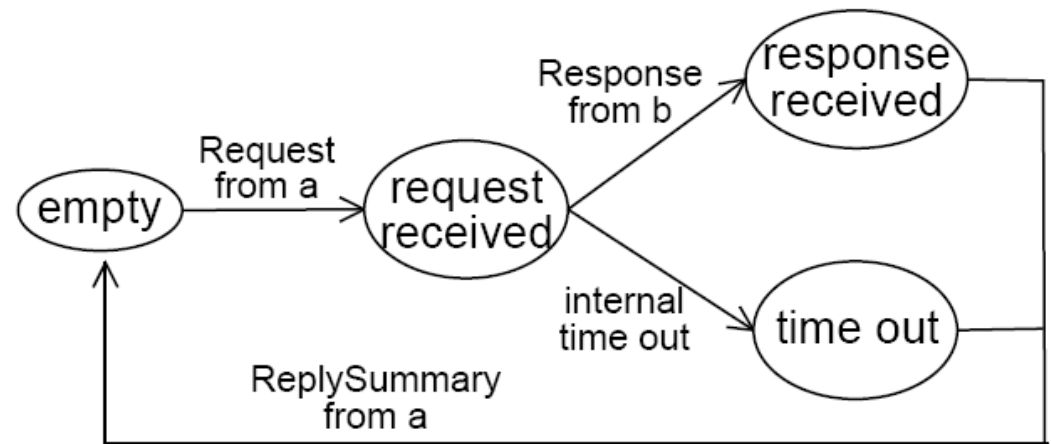 empty
Request
from a
request
received
Response
from b
response
received
internal
time out
time out
ReplySummary
from a